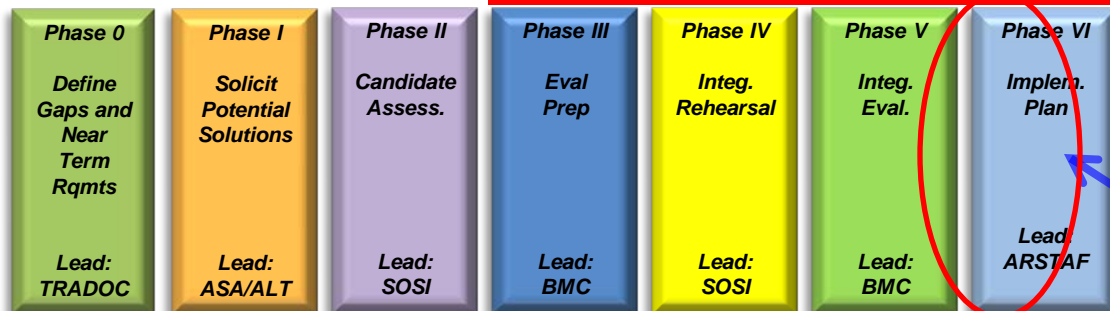 Phase 0
Define
Gaps and
Near
Term
Rqmts
Lead:
TRADOC
Phase I
Solicit
Potential
Solutions
Lead:
ASA/ALT
Phase II
Candidate
Assess.
Lead:
SOSI
Phase III
Eval
Prep
Lead:
BMC
Phase IV
Integ.
Rehearsal
Lead:
SOSI
Phase V
Integ.
Eval.
Lead:
BMC
Phase VI
Implem.
Plan
Lead:
ARSTAF